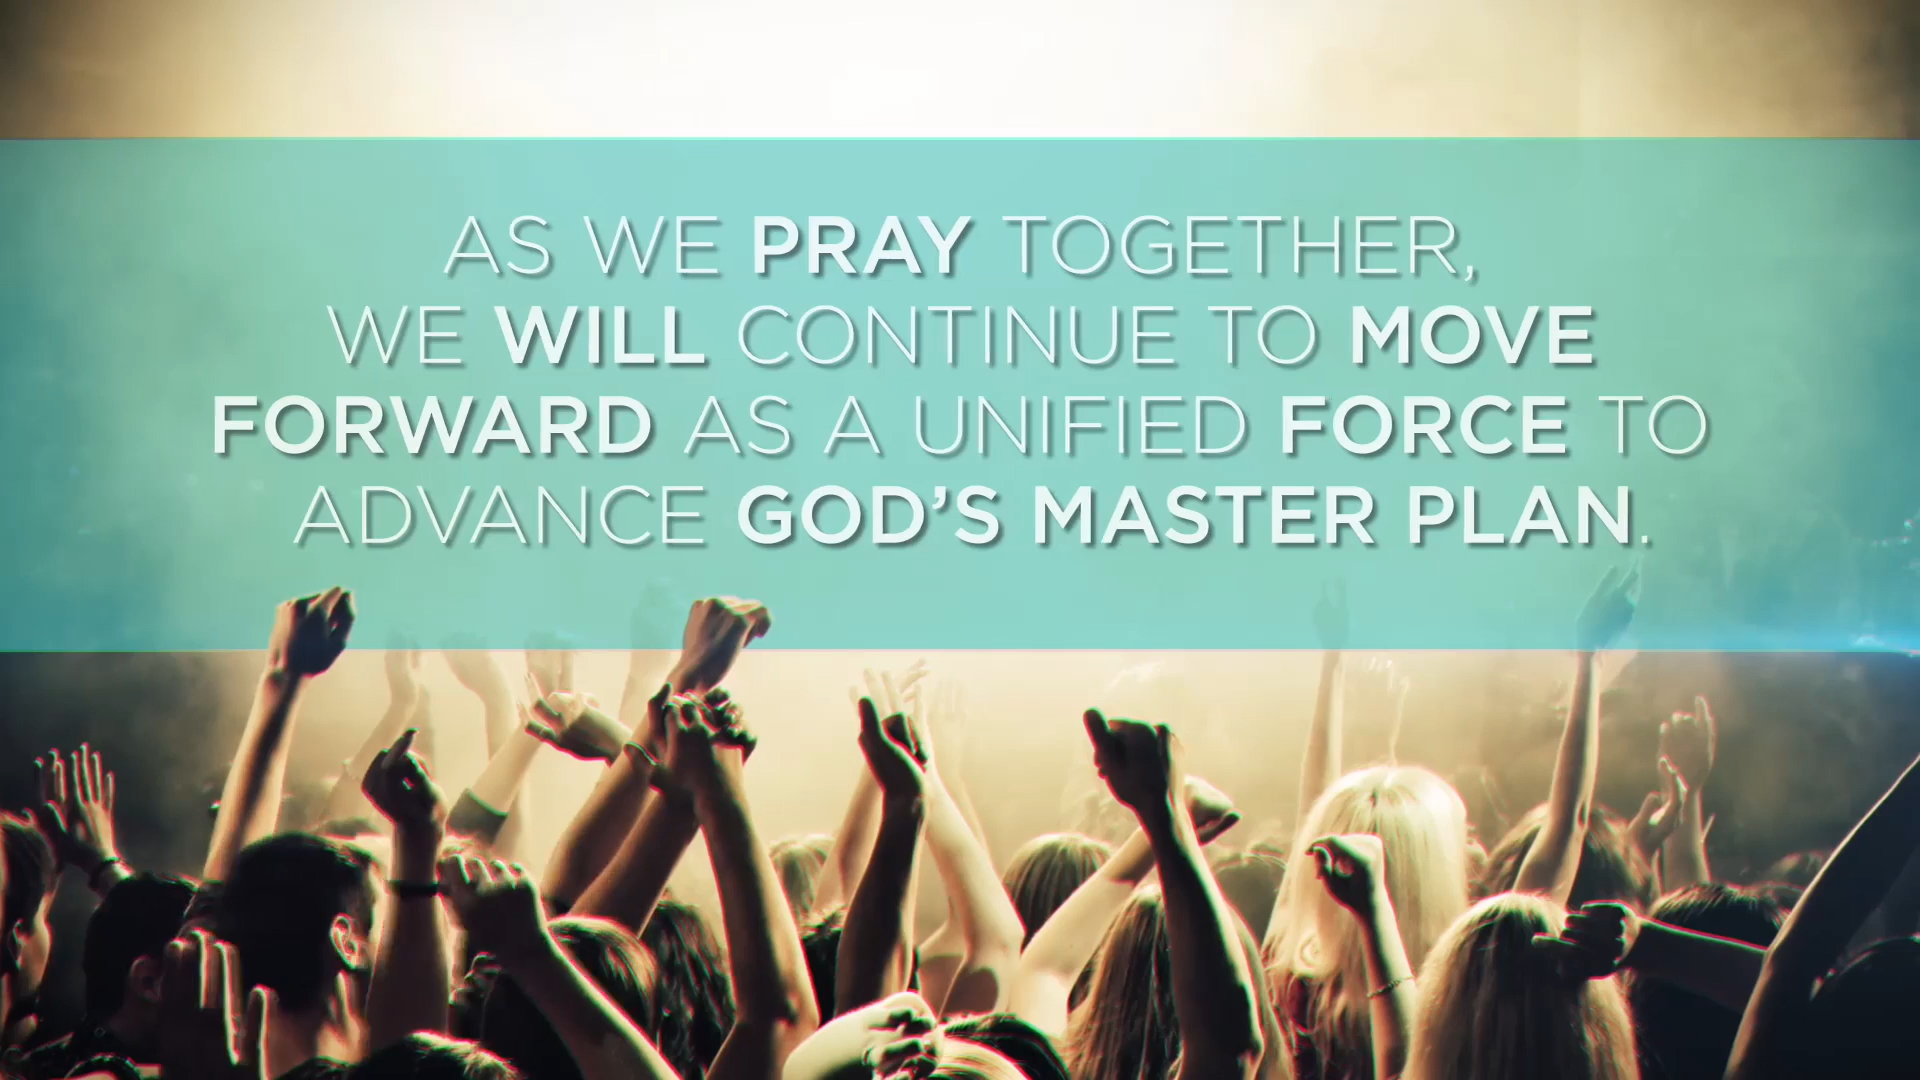 AS WE PRAY TOGETHER,
WE WILL CONTINUE TO MOVE
FORWARD AS A UNIFIED FORCE TO
ADVANCE GOD’S MASTER PLAN.